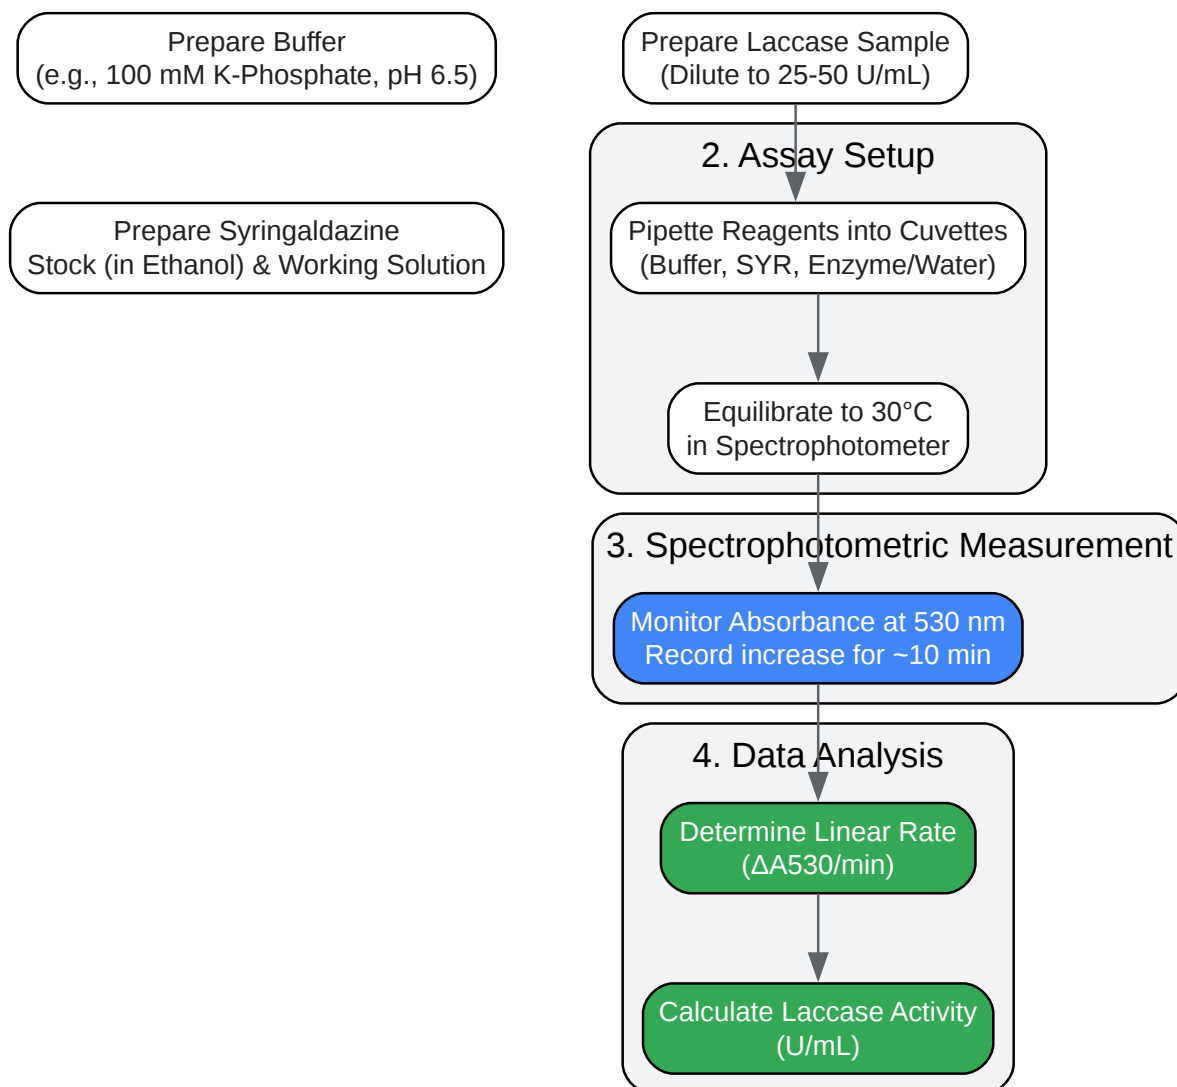 Prepare Buffer
(e.g., 100 mM K-Phosphate, pH 6.5)
Prepare Laccase Sample
(Dilute to 25-50 U/mL)
2. Assay Setup
Prepare Syringaldazine
Stock (in Ethanol) & Working Solution
Pipette Reagents into Cuvettes
(Buffer, SYR, Enzyme/Water)
Equilibrate to 30°C
in Spectrophotometer
3. Spectrophotometric Measurement
Monitor Absorbance at 530 nm
Record increase for ~10 min
4. Data Analysis
Determine Linear Rate
(ΔA530/min)
Calculate Laccase Activity
(U/mL)